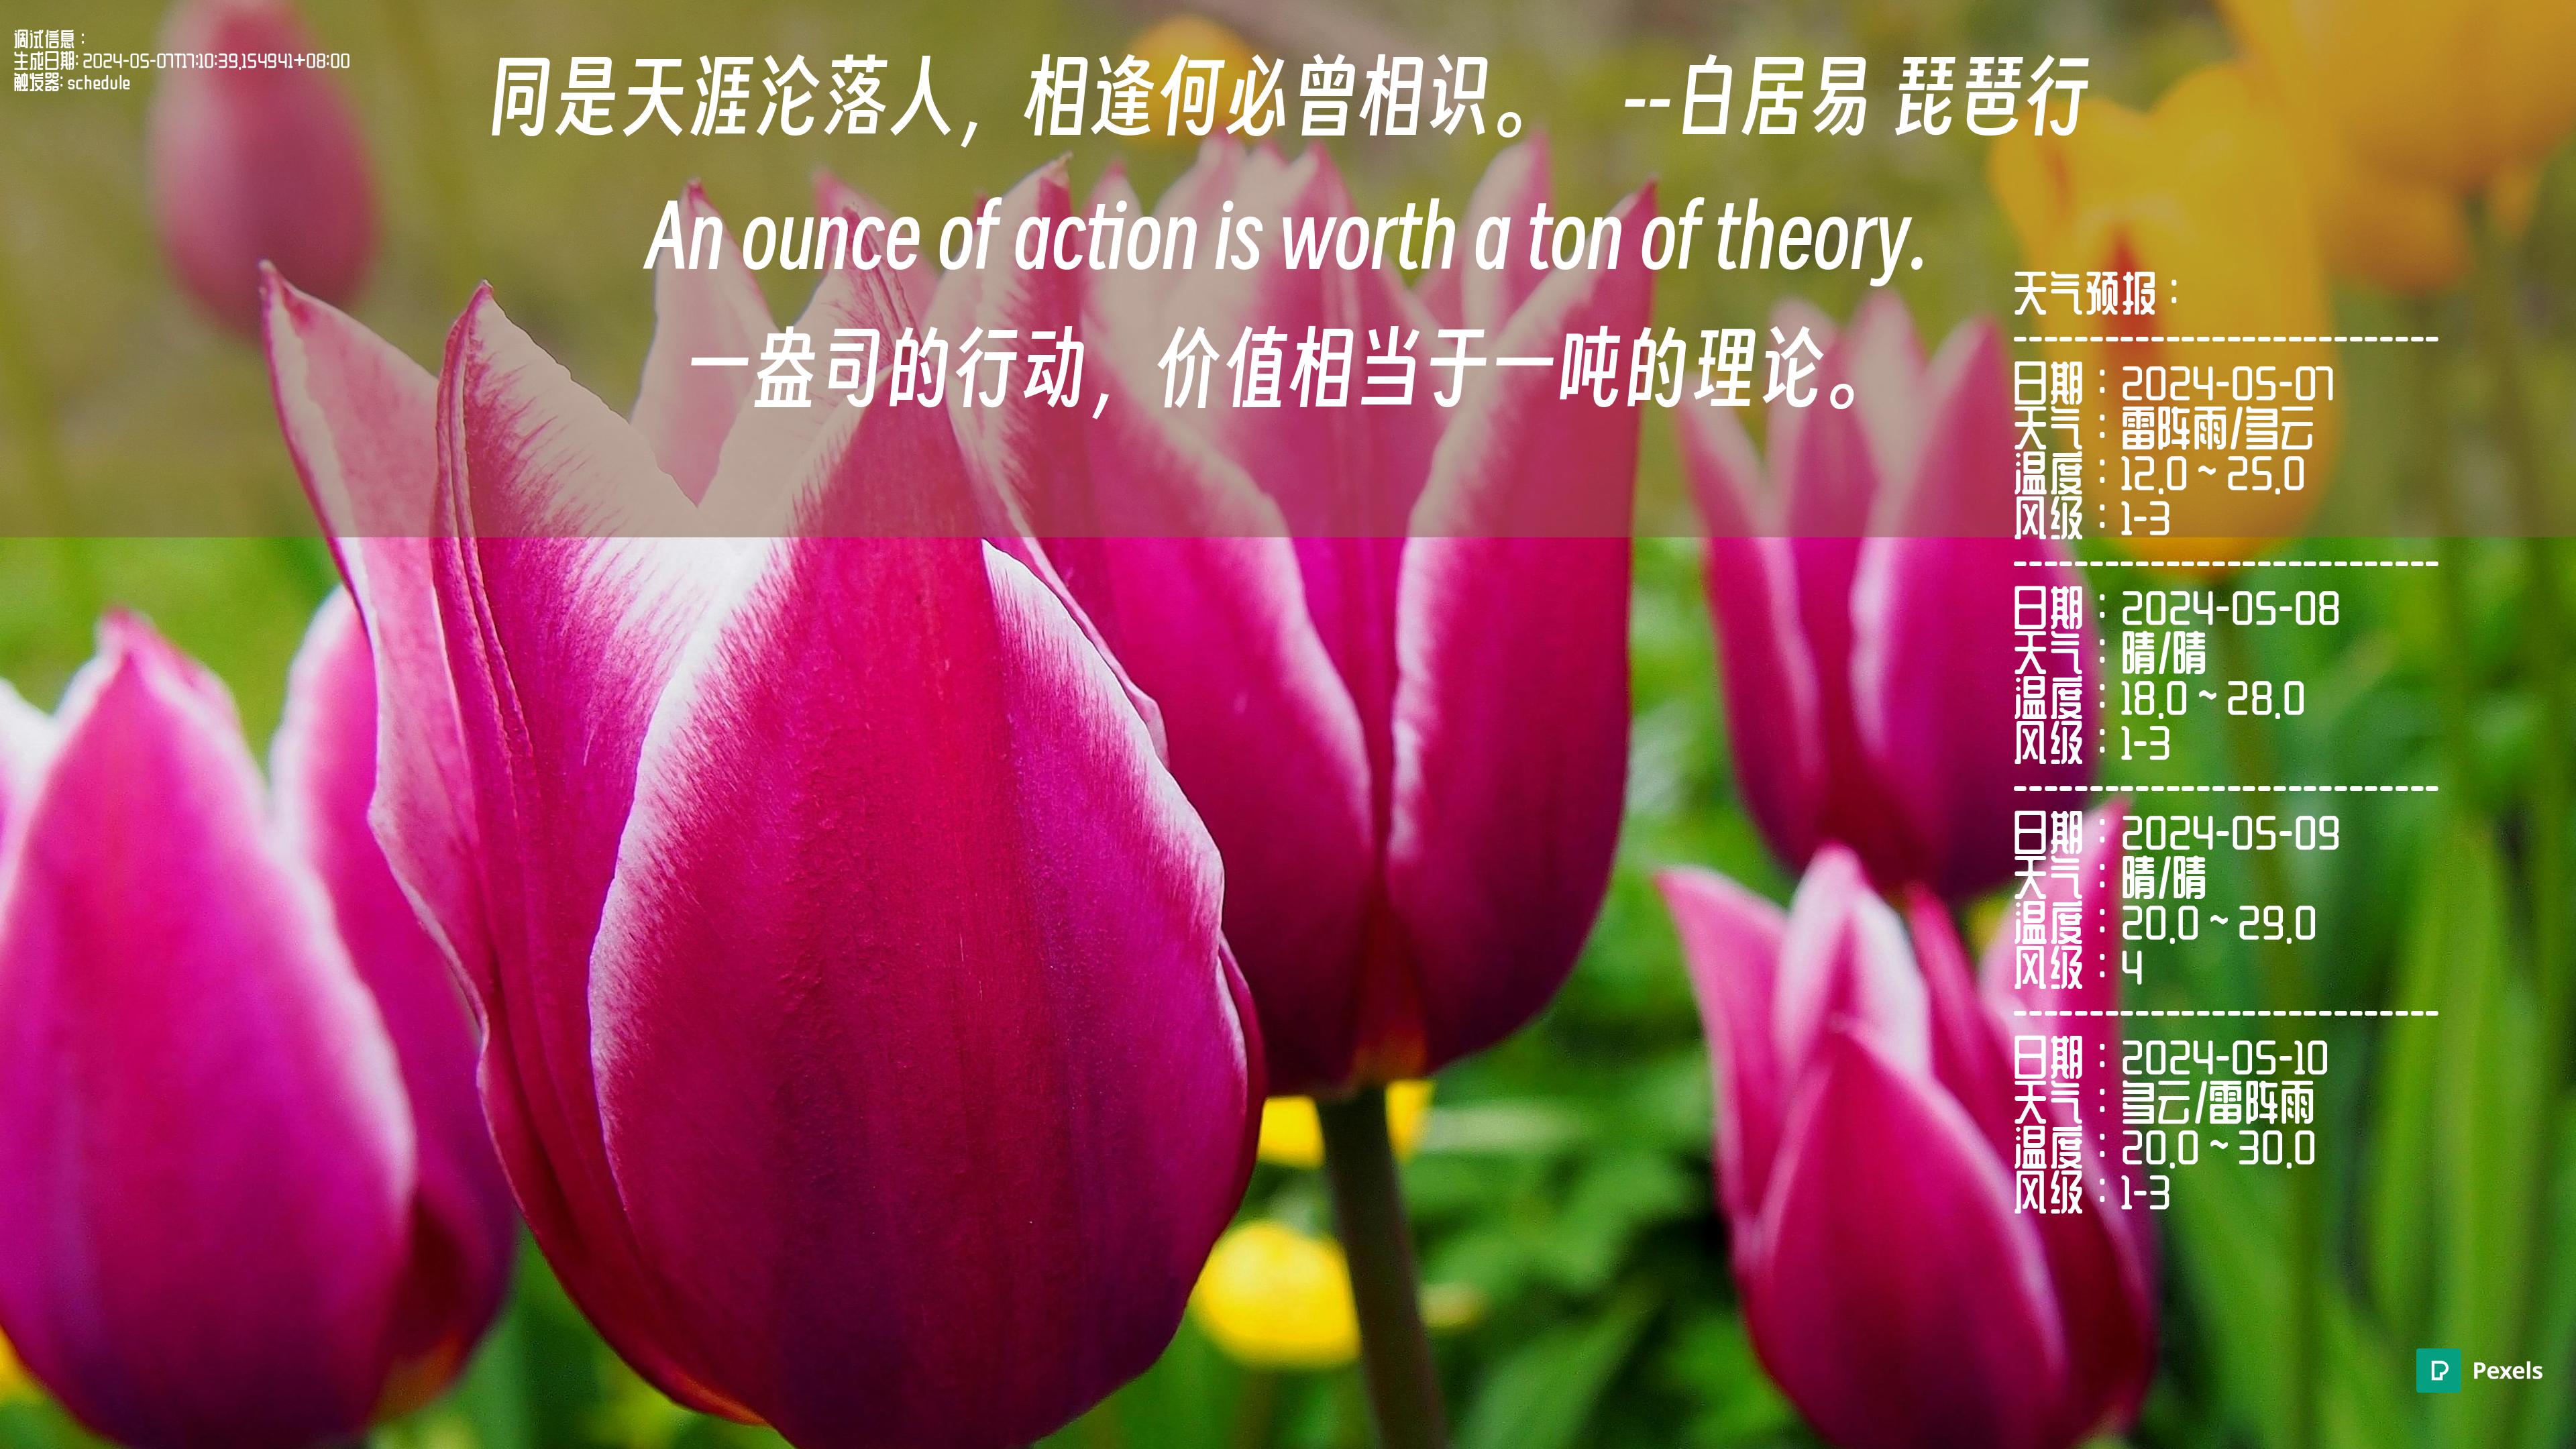 调试信息：
生成日期: 2024-05-07T17:10:39.154941+08:00
触发器: schedule
同是天涯沦落人，相逢何必曾相识。 --白居易 琵琶行
An ounce of action is worth a ton of theory.
一盎司的行动，价值相当于一吨的理论。
天气预报：
----------------------------
日期：2024-05-07
天气：雷阵雨/多云
温度：12.0 ~ 25.0
风级：1-3
----------------------------
日期：2024-05-08
天气：晴/晴
温度：18.0 ~ 28.0
风级：1-3
----------------------------
日期：2024-05-09
天气：晴/晴
温度：20.0 ~ 29.0
风级：4
----------------------------
日期：2024-05-10
天气：多云/雷阵雨
温度：20.0 ~ 30.0
风级：1-3
Pexels